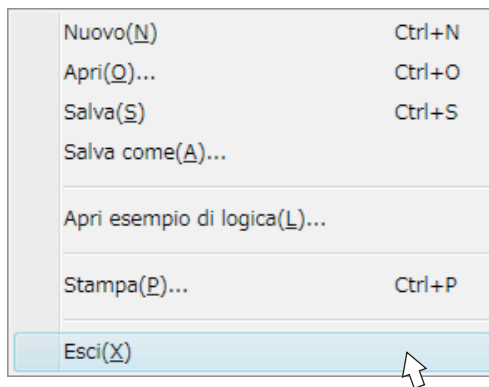 Nuovo(N) Ctrl+N
Apri(O)... Ctrl+O
Salva(S) Ctrl+S
Salva come(A)...
Apri esempio di logica(L)...
Stampa(P)... Ctrl+P
Esci(X)